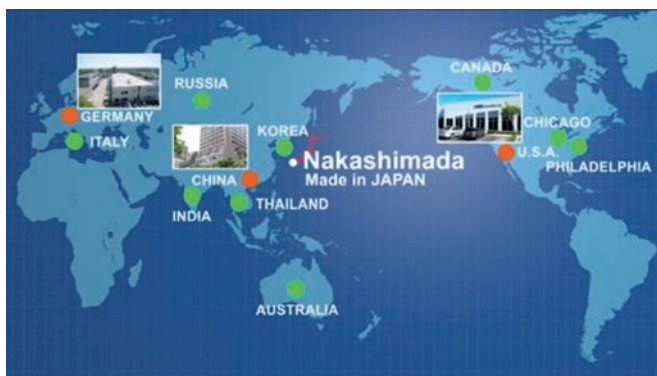 CANADA
RUSSIA
GERMANY
ITALY
KOREA
CHICAGO
U.S.A.
PHILADELPHIA
Nakashimada
Made in JAPAN
CHINA
INDIA
THAILAND
AUSTRALIA